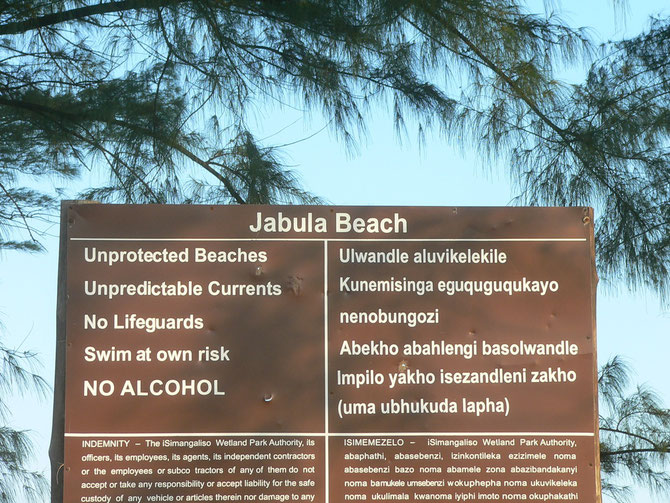 Jabula Beach
Unprotected Beaches
Unpredictable Currents
No Lifeguards
Swim at own risk
NO ALCOHOL
Ulwandle aluvikelekile
Kunemisinga eguquguqukayo
nenobungozi
Abekho abahlengi basolwandle
Impilo yakho isezandleni zakho
(uma ubhukuda lapha)
INDEMNITY – The iSimangaliso Wetland Park Authority, its
officers, its employees, its agents, its independent contractors
or the employees or subco tractors of any of them do not
accept or take any responsibility or accept liability for the safe
custody of any vehicle or articles therein nor damage to any
ISIMEMEZELO – iSimangaliso Wetland Park Authority,
abaphathi, abasebenzi, izinkontileka ezizimele noma
abasebenzi bazo noma abamele zona abazibandakanyi
noma bamukele umsebenzi wokuphepha noma ukuvikeleka
noma ukulimala kwanoma iyiphi imoto noma okuphakathi